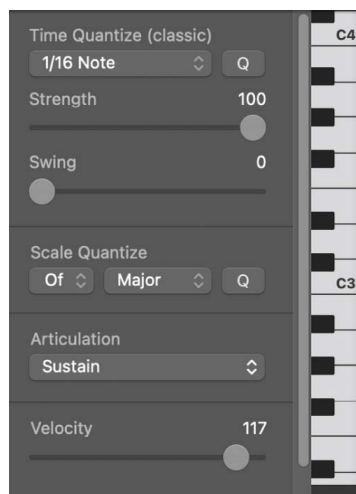 Time Quantize (classic)
1/16 Note Q
Strength 100
Swing 0
Scale Quantize
Of Major Q
Articulation
Sustain
Velocity 117
C4
C3